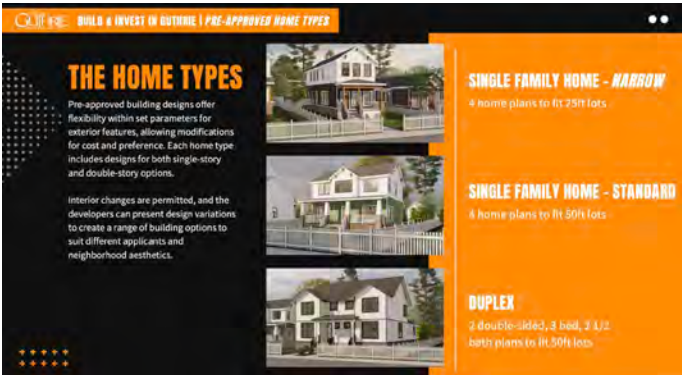 GUTHRIE BUILD & INVEST IN GUTHRIE | PRE-APPROVED HOME TYPES
THE HOME TYPES
Pre-approved building designs offer
flexibility within set parameters for
exterior features, allowing modifications
for cost and preference. Each home type
includes designs for both single-story
and double-story options.
Interior changes are permitted, and the
developers can present design variations
to create a range of building options to
suit different applicants and
neighborhood aesthetics.
SINGLE FAMILY HOME - NARROW
4 home plans to fit 25ft lots
SINGLE FAMILY HOME - STANDARD
4 home plans to fit 50ft lots
DUPLEX
2 double-sided, 3 bed, 2 1/2
bath plans to fit 50ft lots